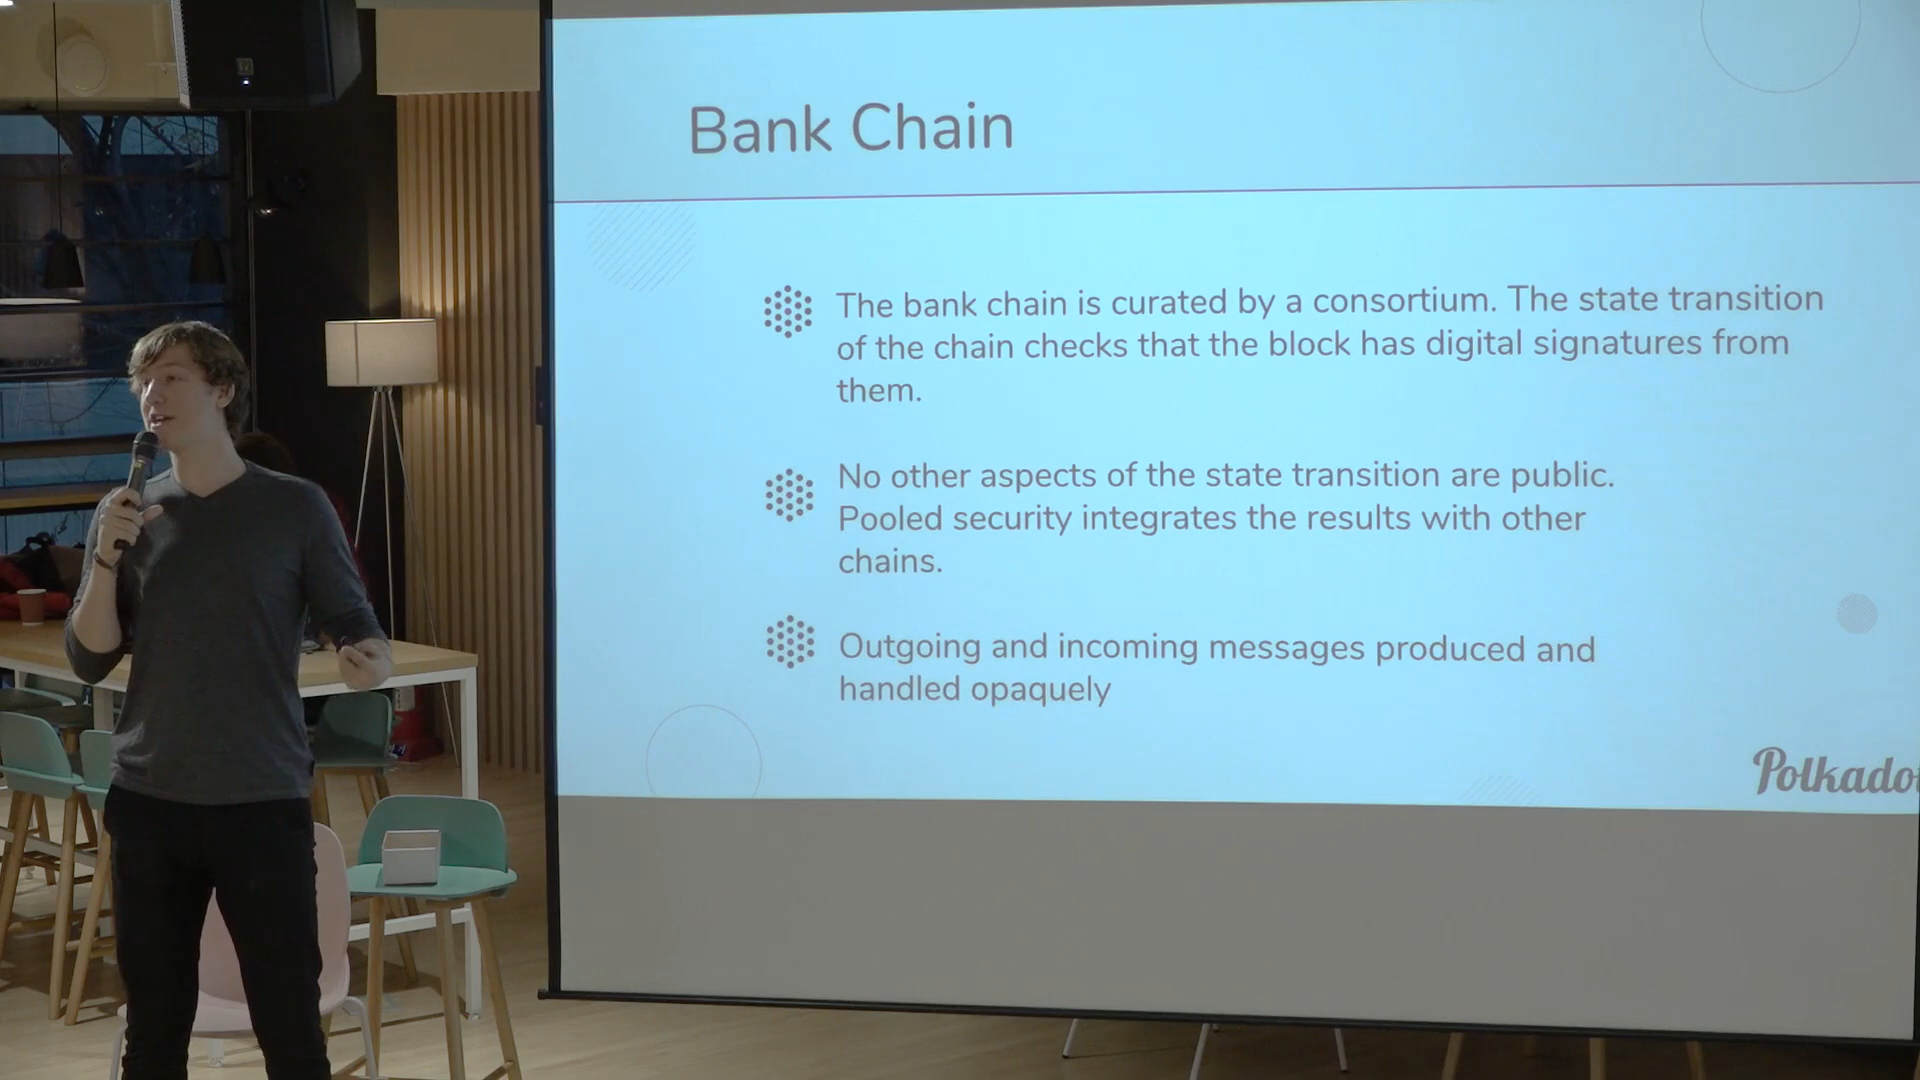 Bank Chain
The bank chain is curated by a consortium. The state transition
of the chain checks that the block has digital signatures from
them.
No other aspects of the state transition are public.
Pooled security integrates the results with other
chains.
Outgoing and incoming messages produced and
handled opaquely
Polkadot